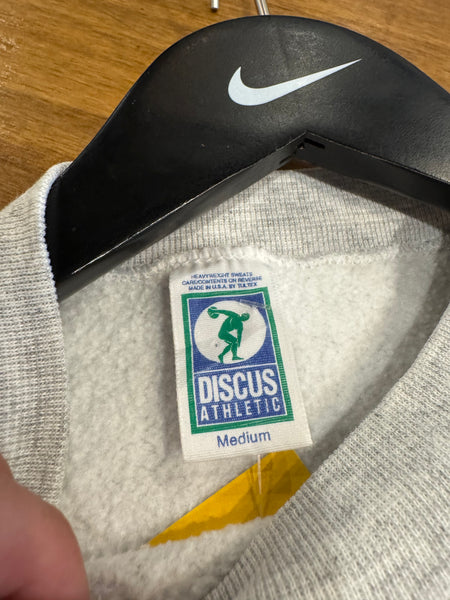 HEAVYWEIGHT SWEATS
CARE/CONTENTS ON REVERSE
MADE IN U.S.A. BY TULTEX
DISCUS
ATHLETIC
Medium